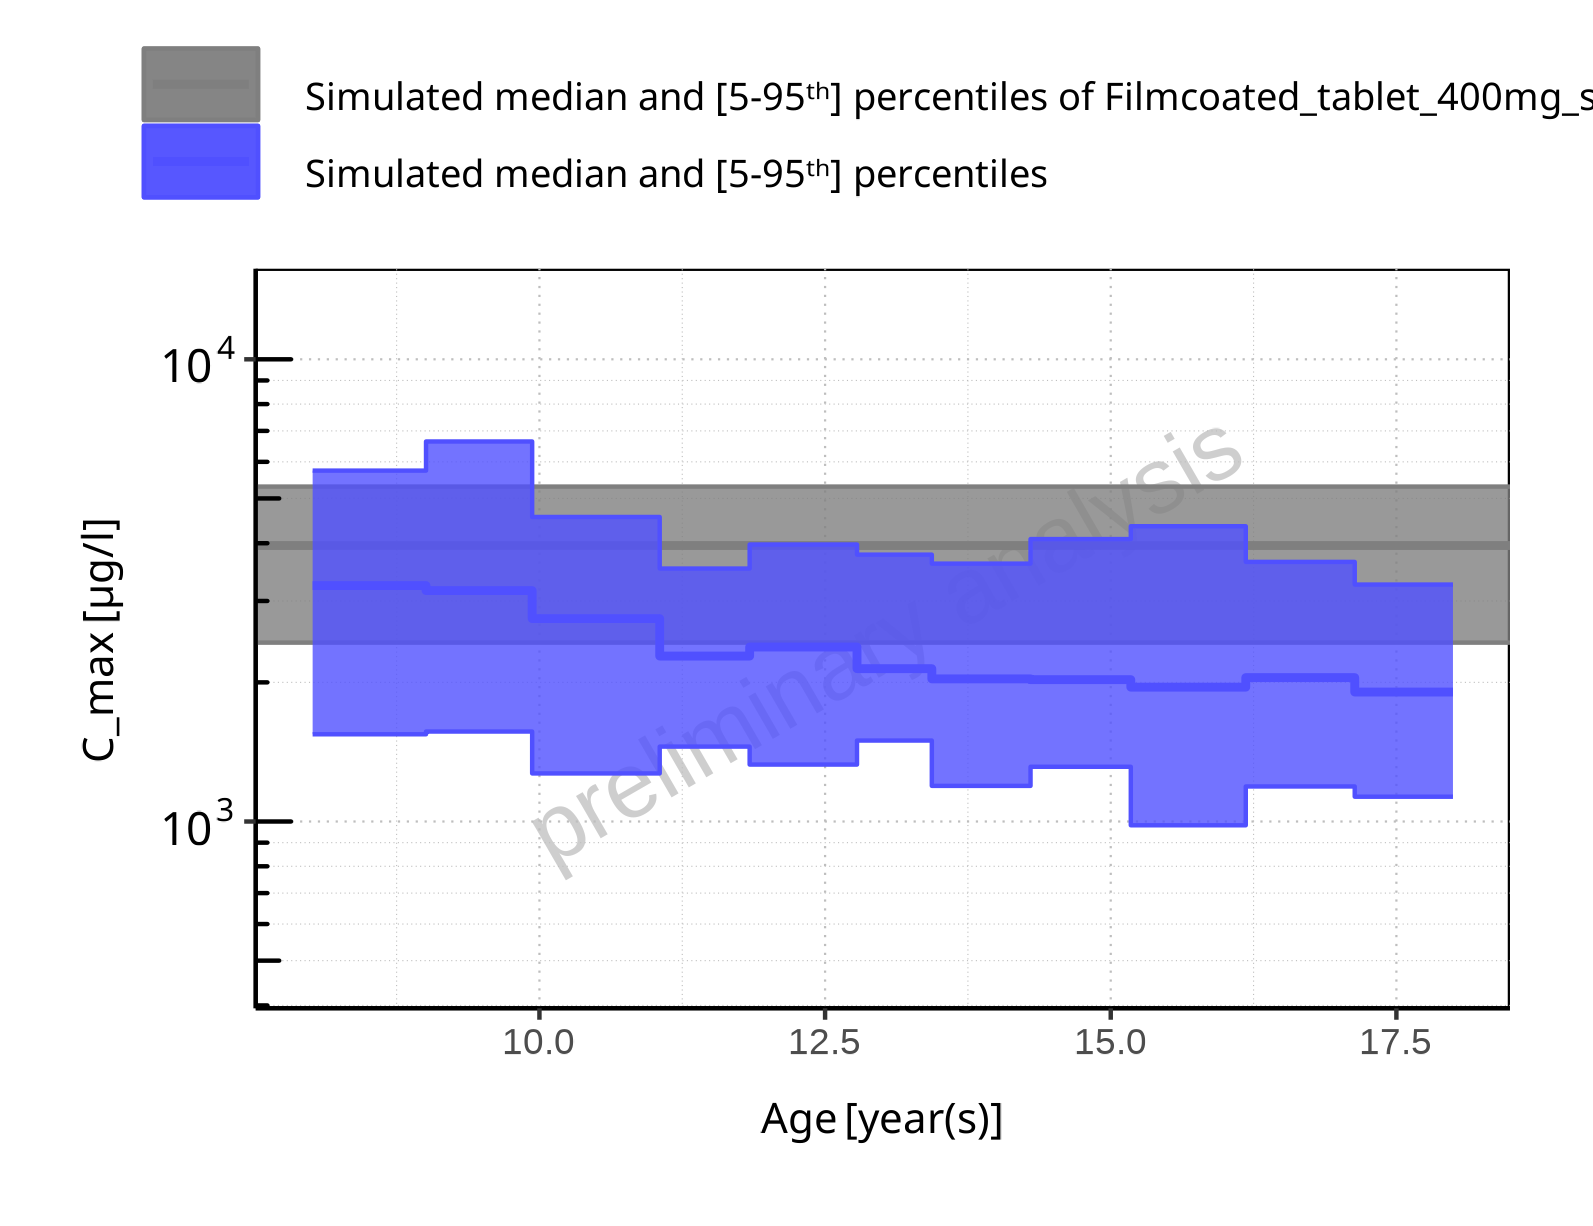 Simulated median and [5-95ᵗʰ] percentiles of Filmcoated_tablet_400mg_s
Simulated median and [5-95ᵗʰ] percentiles
10⁴
10³
C_max [µg/l]
preliminary analysis
10.0 12.5 15.0 17.5
Age [year(s)]